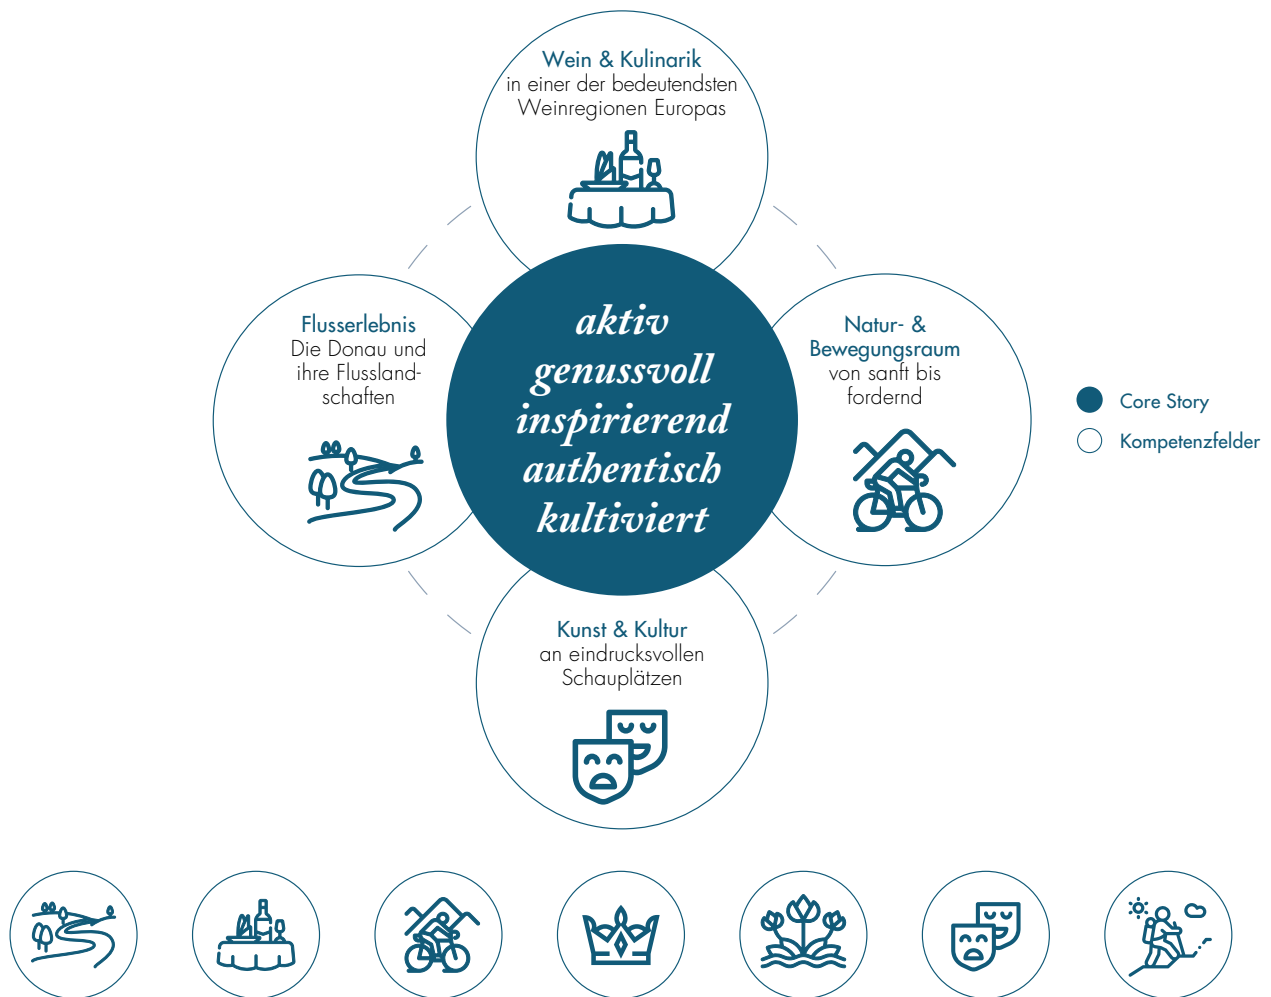 Wein & Kulinarik
in einer der bedeutendsten
Weinregionen Europas
Flusserlebnis
Die Donau und
ihre Flussland-
schaften
aktiv
genussvoll
inspirierend
authentisch
kultiviert
Natur- &
Bewegungsraum
von sanft bis
fordernd
Core Story
Kompetenzfelder
Kunst & Kultur
an eindrucksvollen
Schauplätzen